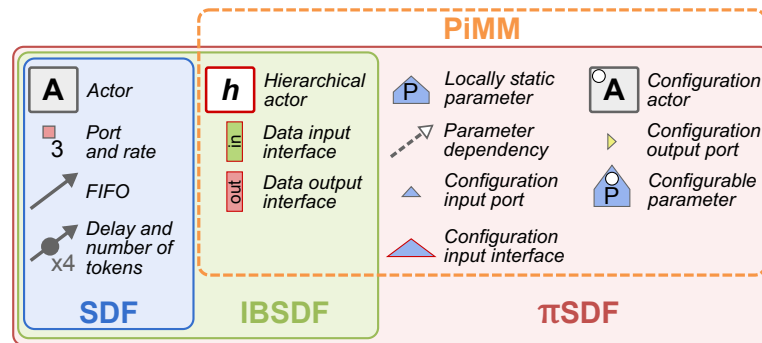 PiMM
A
Actor
3
Port
and rate
FIFO
x4
Delay and
number of
tokens
SDF
h
Hierarchical
actor
in
Data input
interface
out
Data output
interface
IBSDF
P
Locally static
parameter
Parameter
dependency
Configuration
input port
Configuration
input interface
A
Configuration
actor
Configuration
output port
P
Configurable
parameter
πSDF